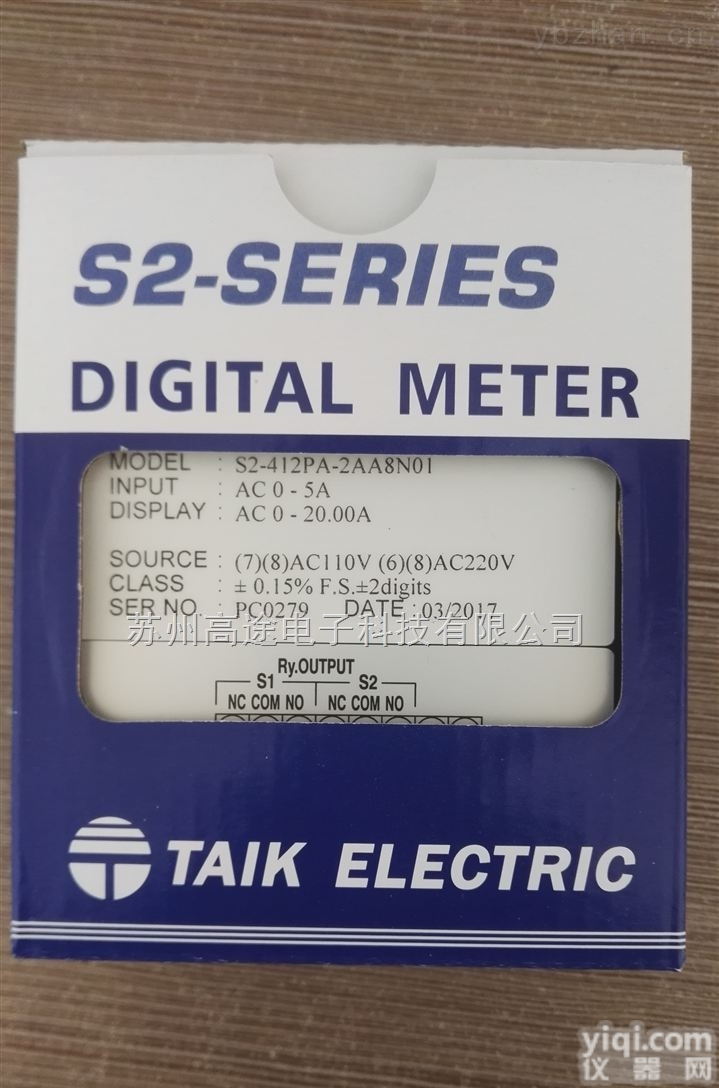 ybzhan.cn
S2-SERIES
DIGITAL METER
MODEL : S2-412PA-2AA8N01
INPUT : AC 0 - 5A
DISPLAY : AC 0 - 20.00A
SOURCE : (7)(8)AC110V (6)(8)AC220V
CLASS : ± 0.15% F.S.±2digits
SER NO. : PC0279 DATE : 03/2017
苏州高途电子科技有限公司
Ry.OUTPUT
S1 S2
NC COM NO NC COM NO
TAIK ELECTRIC
yiqi.com
仪器网